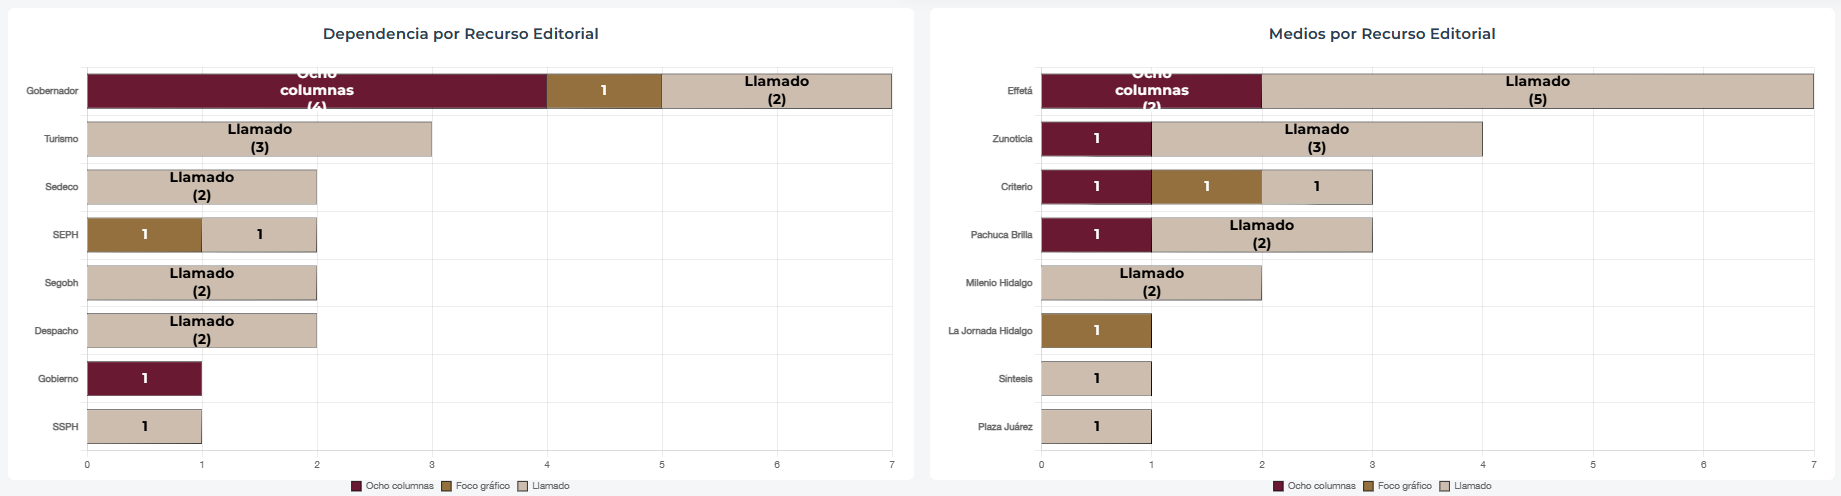 Dependencia por Recurso Editorial
Gobernador
Ocho
columnas
(4)
1
Llamado
(2)
Turismo
Llamado
(3)
Sedeco
Llamado
(2)
SEPH
1
1
Segobh
Llamado
(2)
Despacho
Llamado
(2)
Gobierno
1
SSPH
1
0 1 2 3 4 5 6 7
Ocho columnas Foco gráfico Llamado
Medios por Recurso Editorial
Effetá
Ocho
columnas
(2)
Llamado
(5)
Zunoticia
1
Llamado
(3)
Criterio
1
1
1
Pachuca Brilla
1
Llamado
(2)
Milenio Hidalgo
Llamado
(2)
La Jornada Hidalgo
1
Síntesis
1
Plaza Juárez
1
0 1 2 3 4 5 6 7
Ocho columnas Foco gráfico Llamado